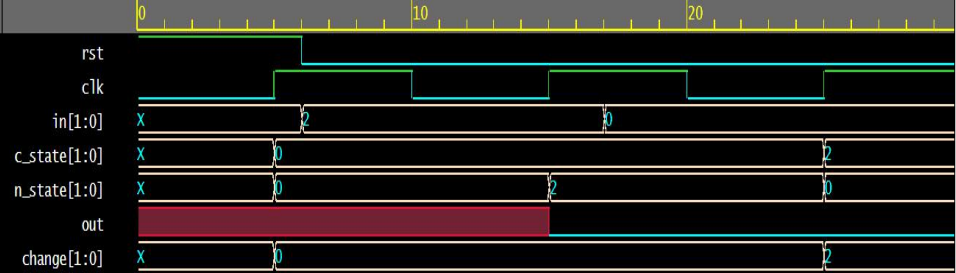 0 10 20
rst
clk
in[1:0] X 2 0
c_state[1:0] X 0 2
n_state[1:0] X 0 2 0
out
change[1:0] X 0 2